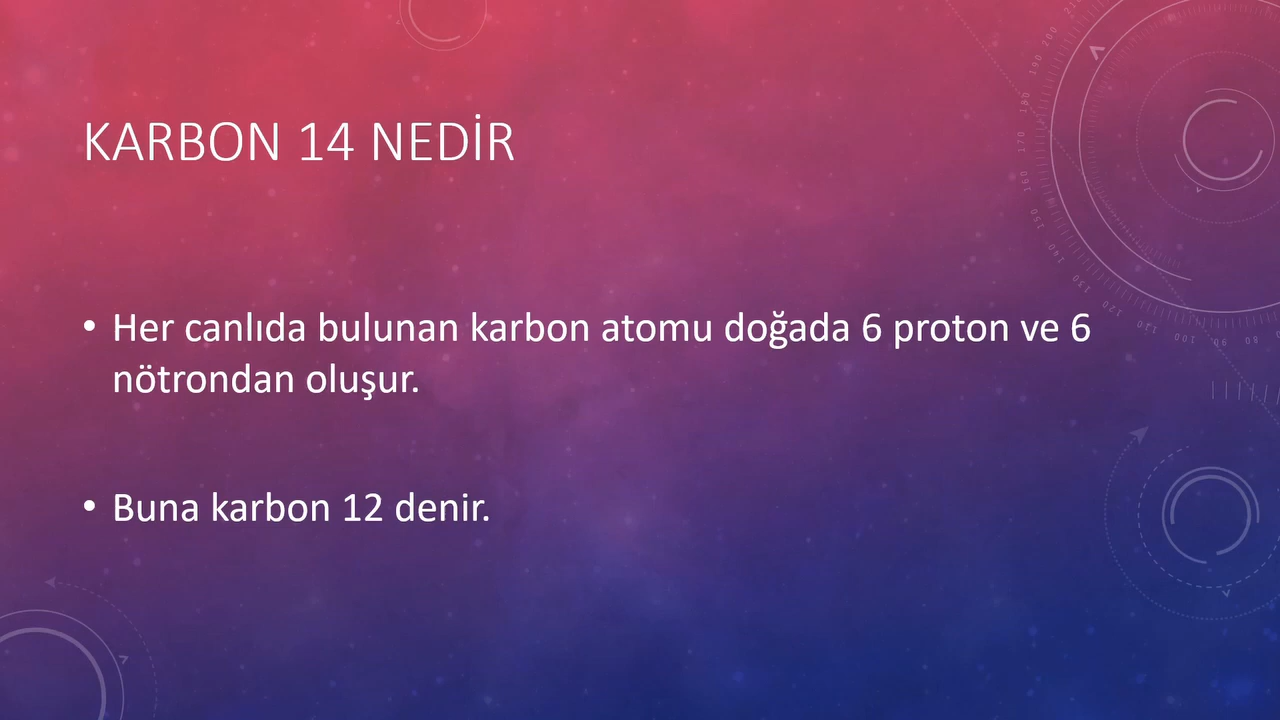 KARBON 14 NEDİR
• Her canlıda bulunan karbon atomu doğada 6 proton ve 6
nötrondan oluşur.
• Buna karbon 12 denir.